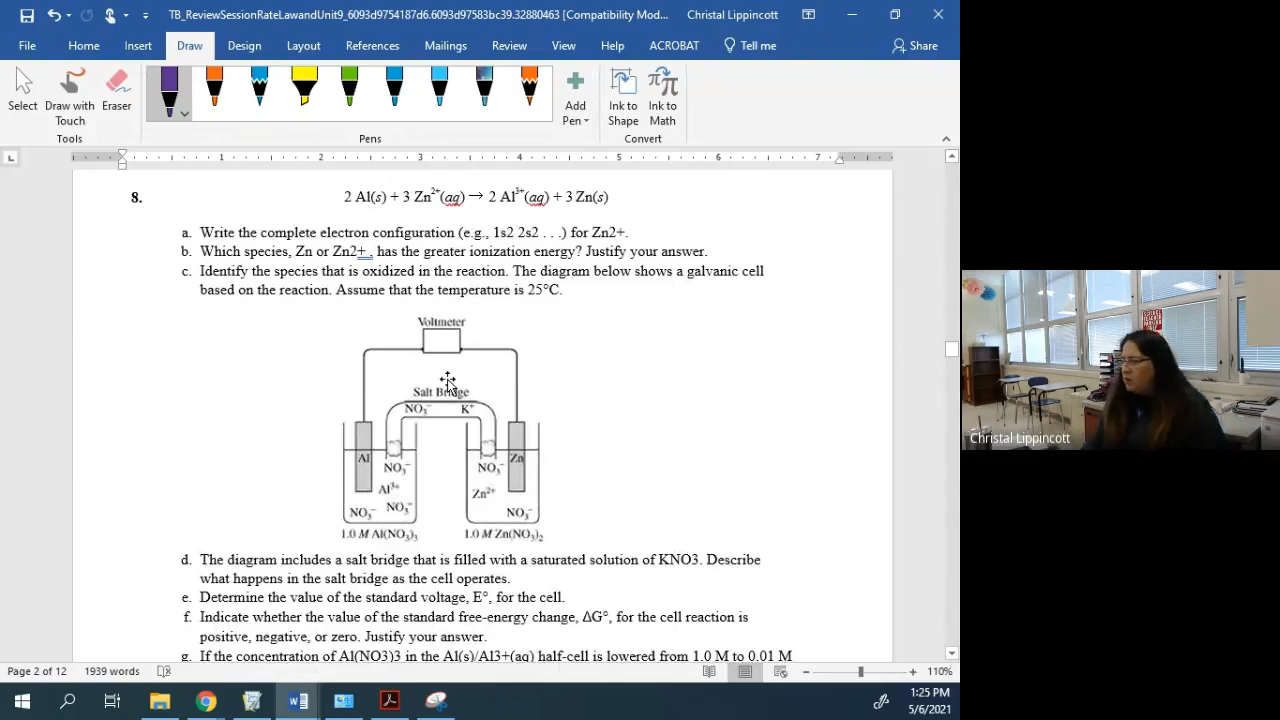 TB_ReviewSessionRateLawandUnit9_6093d9754187d6.6093d97583bc39.32880463 [Compatibility Mod...
Christal Lippincott
File Home Insert Draw Design Layout References Mailings Review View Help ACROBAT Tell me Share
Select Draw with Touch Eraser
Add Pen
Ink to Shape
Ink to Math
Tools Pens Convert
L 1 2 3 4 5 6 7
8. 2 Al(s) + 3 Zn²⁺(aq) → 2 Al³⁺(aq) + 3 Zn(s)
a. Write the complete electron configuration (e.g., 1s2 2s2 . . .) for Zn2+.
b. Which species, Zn or Zn2+ , has the greater ionization energy? Justify your answer.
c. Identify the species that is oxidized in the reaction. The diagram below shows a galvanic cell
based on the reaction. Assume that the temperature is 25°C.
Voltmeter
Salt Bridge
NO₃⁻ K⁺
Al Zn
NO₃⁻ NO₃⁻
Al³⁺ Zn²⁺
NO₃⁻ NO₃⁻ NO₃⁻
1.0 M Al(NO₃)₃ 1.0 M Zn(NO₃)₂
d. The diagram includes a salt bridge that is filled with a saturated solution of KNO3. Describe
what happens in the salt bridge as the cell operates.
e. Determine the value of the standard voltage, E°, for the cell.
f. Indicate whether the value of the standard free-energy change, ΔG°, for the cell reaction is
positive, negative, or zero. Justify your answer.
g. If the concentration of Al(NO3)3 in the Al(s)/Al3+(aq) half-cell is lowered from 1.0 M to 0.01 M
Page 2 of 12 1939 words 110%
1:25 PM
5/6/2021
Christal Lippincott